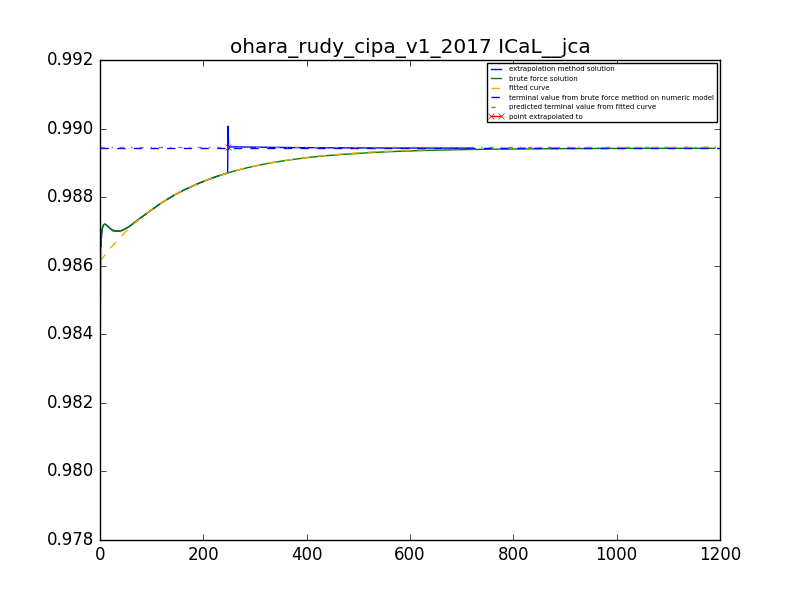 ohara_rudy_cipa_v1_2017 ICaL__jca
0.992
0.990
0.988
0.986
0.984
0.982
0.980
0.978
extrapolation method solution
brute force solution
fitted curve
terminal value from brute force method on numeric model
predicted terminal value from fitted curve
point extrapolated to
0 200 400 600 800 1000 1200